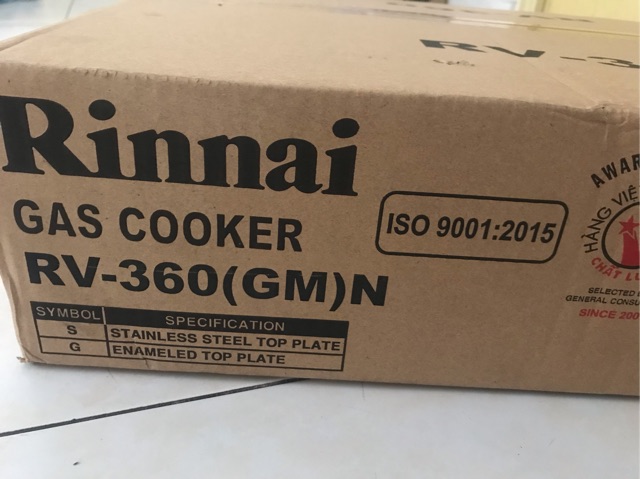 RV-3
Rinnai
GAS COOKER
RV-360(GM)N
ISO 9001:2015
SYMBOL SPECIFICATION
S STAINLESS STEEL TOP PLATE
G ENAMELED TOP PLATE
AWAR
HÀNG VIỆ
CHẤT L
SELECTED
GENERAL CONSU
SINCE 200